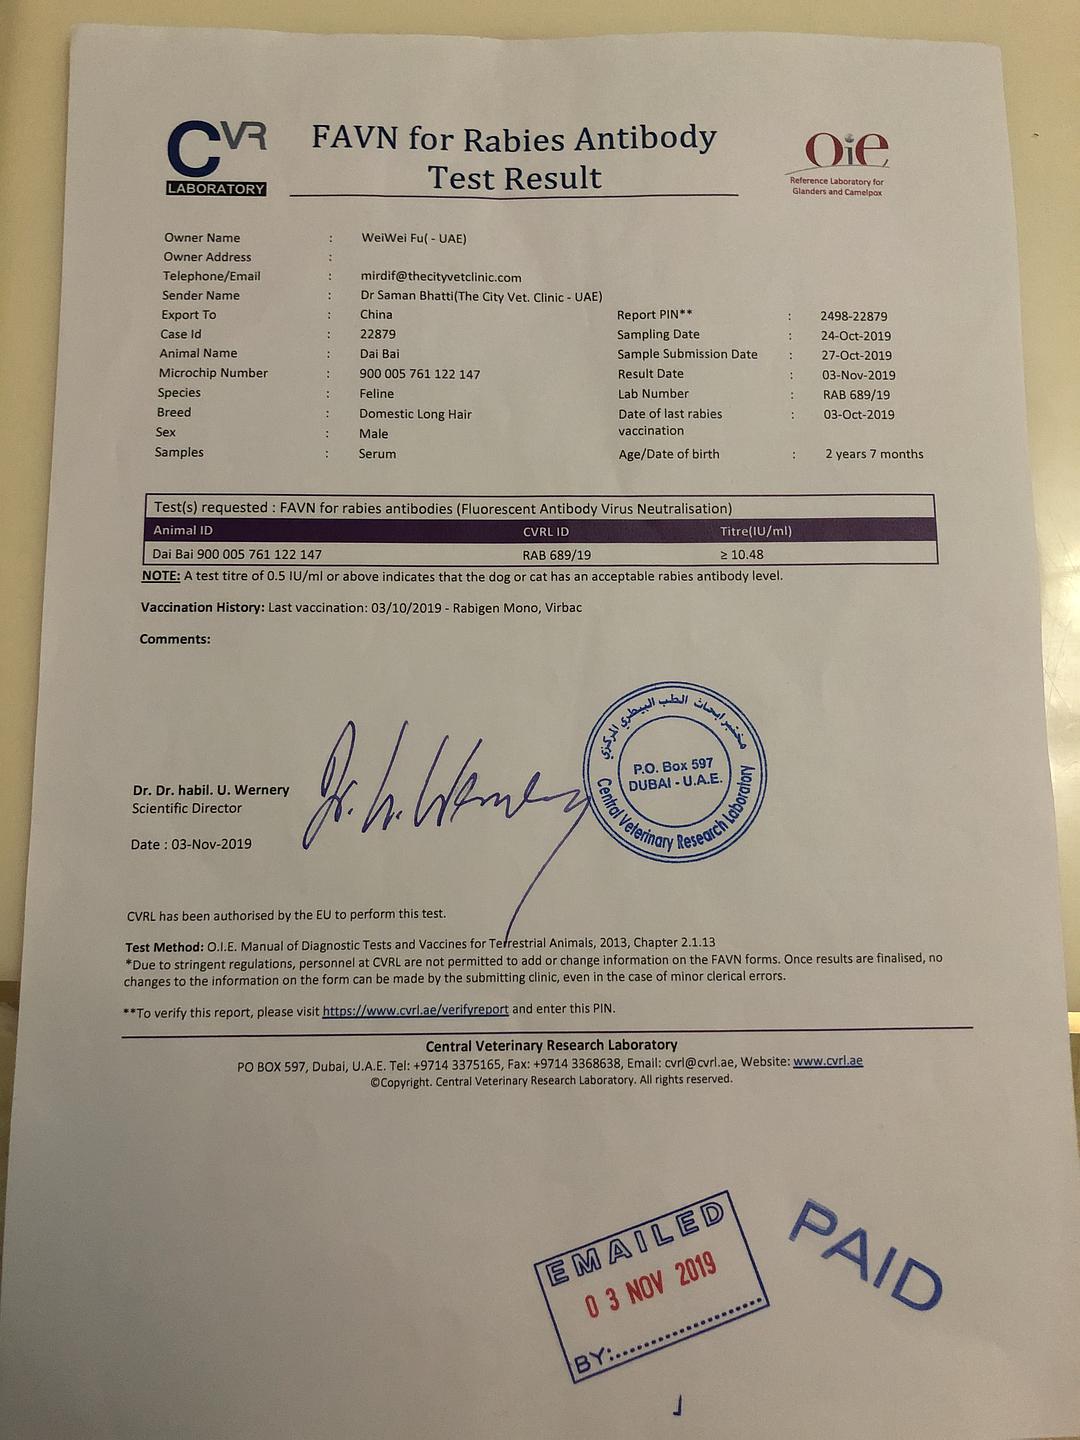 CVR
LABORATORY
FAVN for Rabies Antibody
Test Result
OiE
Reference Laboratory for
Glanders and Camelpox
Owner Name : WeiWei Fu( - UAE)
Owner Address :
Telephone/Email : mirdif@thecityvetclinic.com
Sender Name : Dr Saman Bhatti(The City Vet. Clinic - UAE)
Export To : China Report PIN** : 2498-22879
Case Id : 22879 Sampling Date : 24-Oct-2019
Animal Name : Dai Bai Sample Submission Date : 27-Oct-2019
Microchip Number : 900 005 761 122 147 Result Date : 03-Nov-2019
Species : Feline Lab Number : RAB 689/19
Breed : Domestic Long Hair Date of last rabies : 03-Oct-2019
Sex : Male vaccination
Samples : Serum Age/Date of birth : 2 years 7 months
Test(s) requested : FAVN for rabies antibodies (Fluorescent Antibody Virus Neutralisation)
Animal ID CVRL ID Titre(IU/ml)
Dai Bai 900 005 761 122 147 RAB 689/19 ≥ 10.48
NOTE: A test titre of 0.5 IU/ml or above indicates that the dog or cat has an acceptable rabies antibody level.
Vaccination History: Last vaccination: 03/10/2019 - Rabigen Mono, Virbac
Comments:
مختبر ابحاث الطب البيطري المركزي
P.O. Box 597
DUBAI - U.A.E.
Central Veterinary Research Laboratory
Dr. Dr. habil. U. Wernery
Scientific Director
Date : 03-Nov-2019
CVRL has been authorised by the EU to perform this test.
Test Method: O.I.E. Manual of Diagnostic Tests and Vaccines for Terrestrial Animals, 2013, Chapter 2.1.13
*Due to stringent regulations, personnel at CVRL are not permitted to add or change information on the FAVN forms. Once results are finalised, no
changes to the information on the form can be made by the submitting clinic, even in the case of minor clerical errors.
**To verify this report, please visit https://www.cvrl.ae/verifyreport and enter this PIN.
Central Veterinary Research Laboratory
PO BOX 597, Dubai, U.A.E. Tel: +9714 3375165, Fax: +9714 3368638, Email: cvrl@cvrl.ae, Website: www.cvrl.ae
©Copyright. Central Veterinary Research Laboratory. All rights reserved.
EMAILED
03 NOV 2019
BY:
PAID